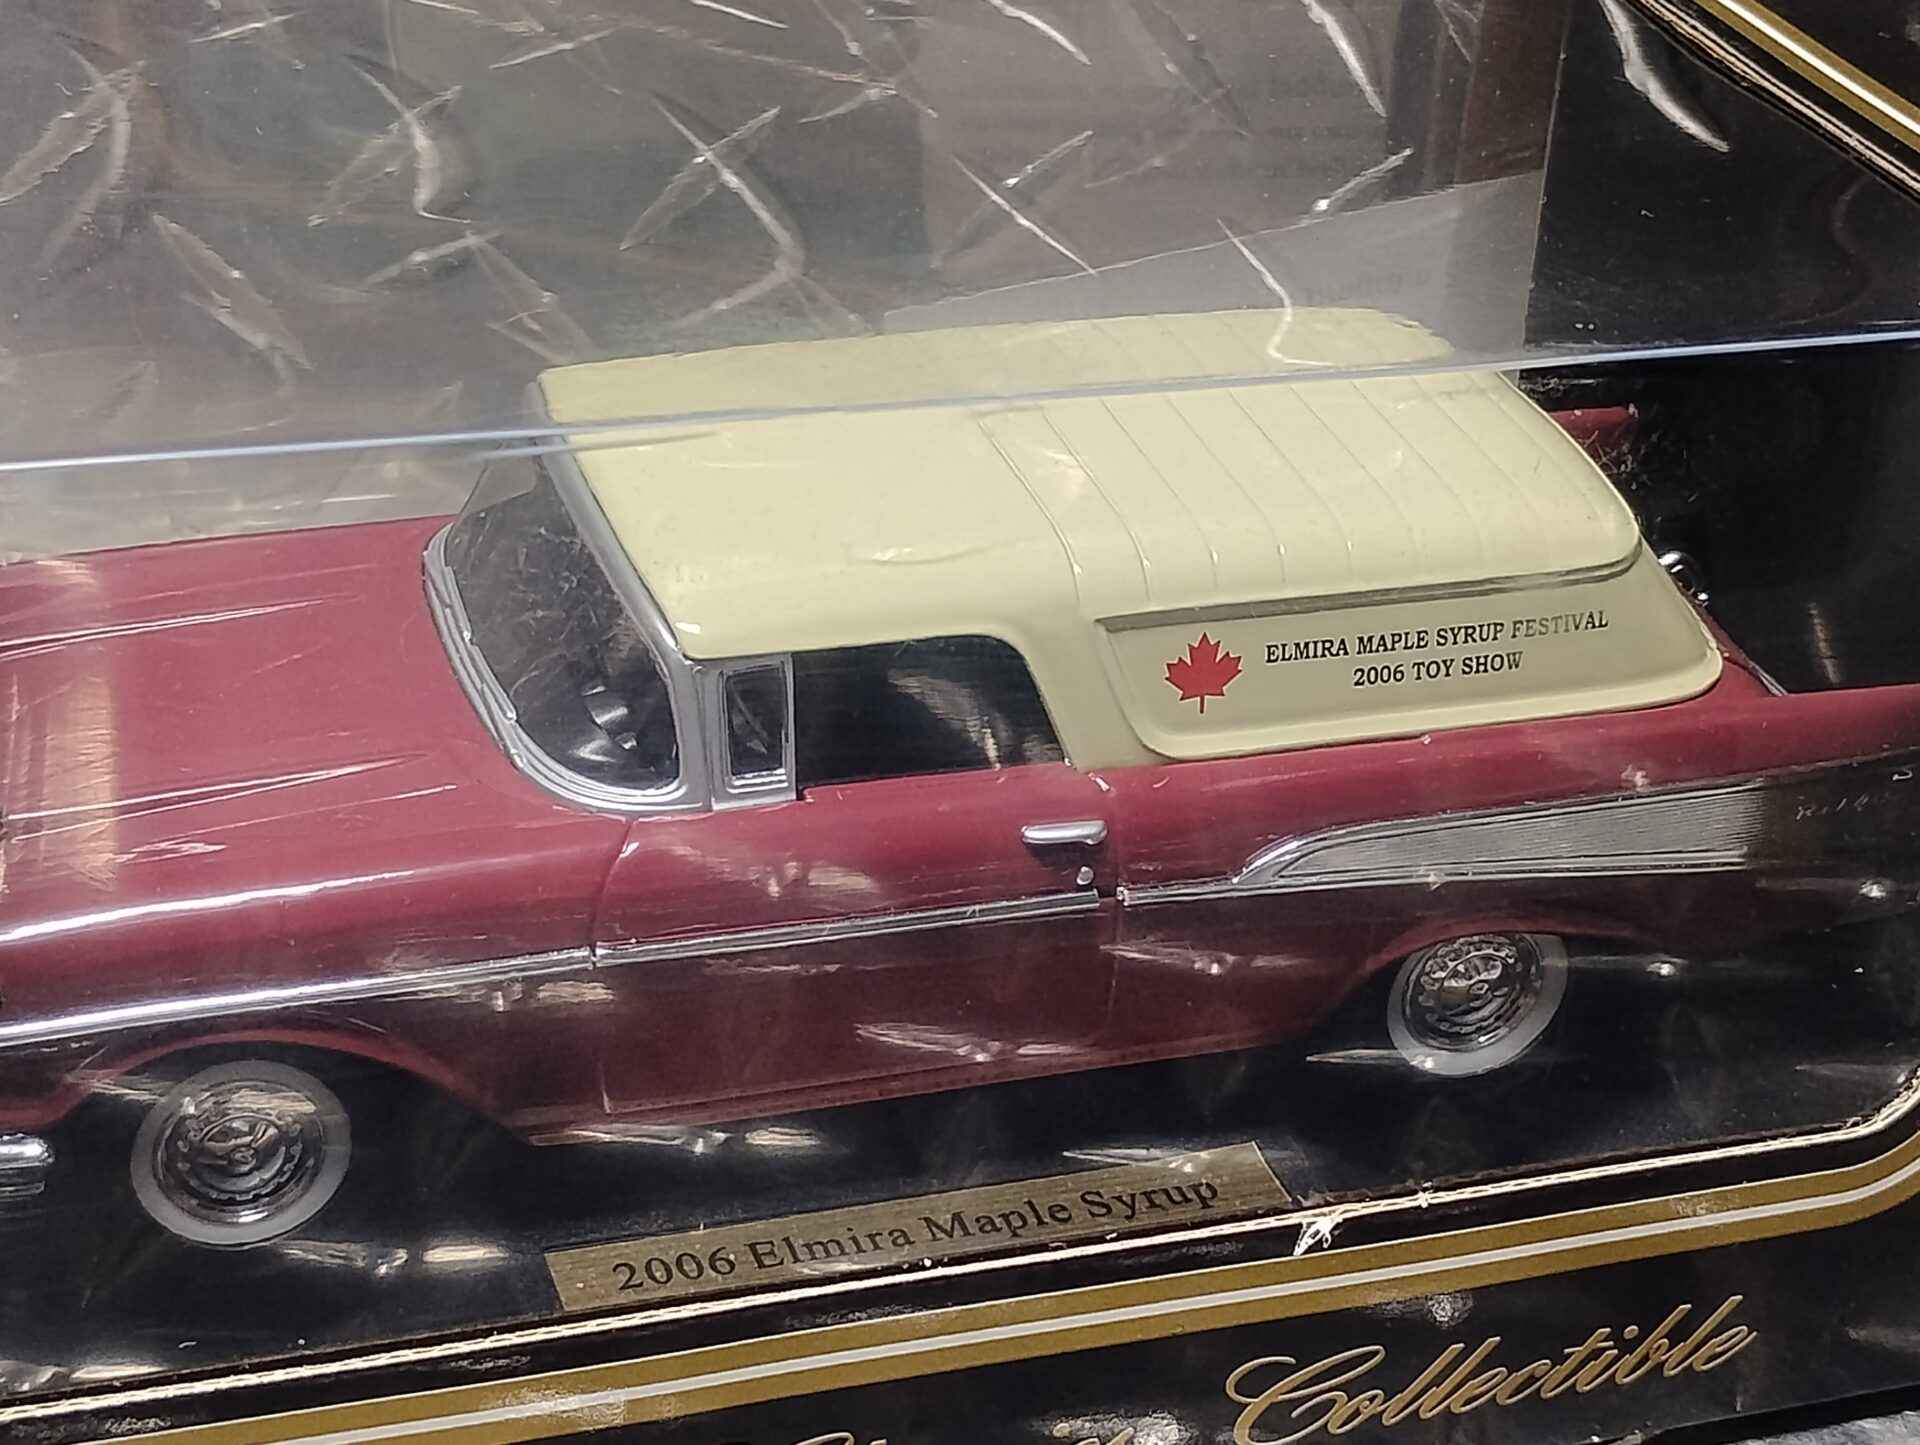 ELMIRA MAPLE SYRUP FESTIVAL
2006 TOY SHOW
2006 Elmira Maple Syrup
Collectible